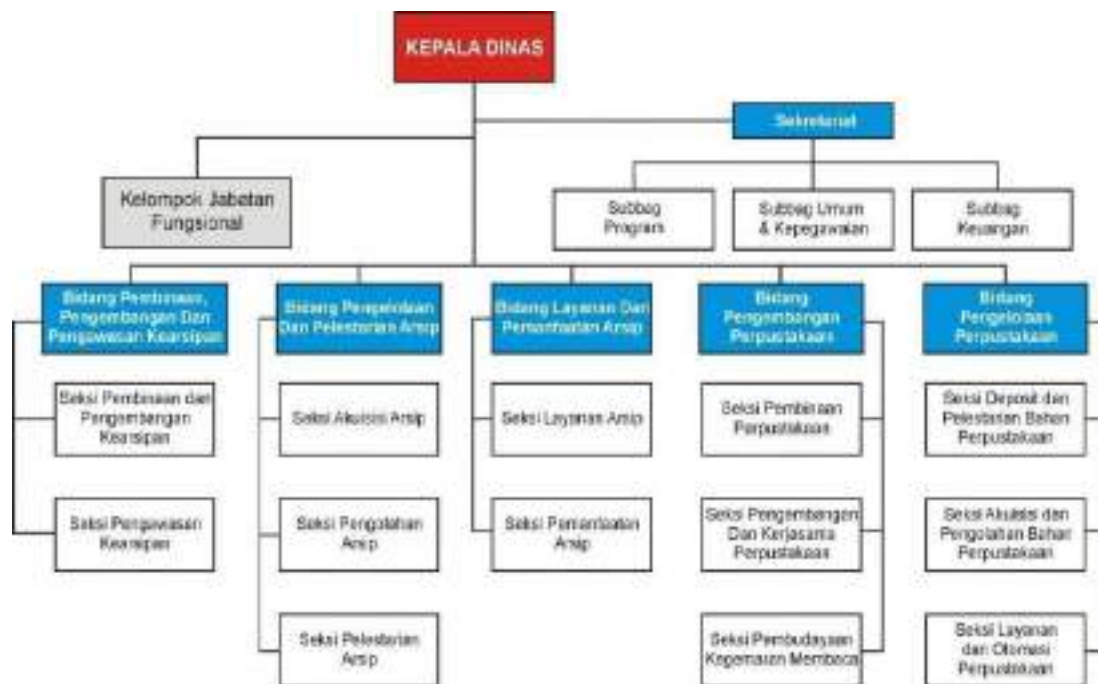 KEPALA DINAS
Sekretariat
Kelompok Jabatan
Fungsional
Subbag
Program
Subbag Umum
& Kepegawaian
Subbag
Keuangan
Bidang Pembinaan,
Pengembangan Dan
Pengawasan Kearsipan
Bidang Pengelolaan
Dan Pelestarian Arsip
Bidang Layanan Dan
Pemanfaatan Arsip
Bidang
Pengembangan
Perpustakaan
Bidang
Pengelolaan
Perpustakaan
Seksi Pembinaan dan
Pengembangan
Kearsipan
Seksi Akuisisi Arsip
Seksi Layanan Arsip
Seksi Pembinaan
Perpustakaan
Seksi Deposit dan
Pelestarian Bahan
Perpustakaan
Seksi Pengawasan
Kearsipan
Seksi Pengolahan
Arsip
Seksi Pemanfaatan
Arsip
Seksi Pengembangan
Dan Kerjasama
Perpustakaan
Seksi Akuisisi dan
Pengolahan Bahan
Perpustakaan
Seksi Pelestarian
Arsip
Seksi Pembudayaan
Kegemaran Membaca
Seksi Layanan
dan Otomasi
Perpustakaan